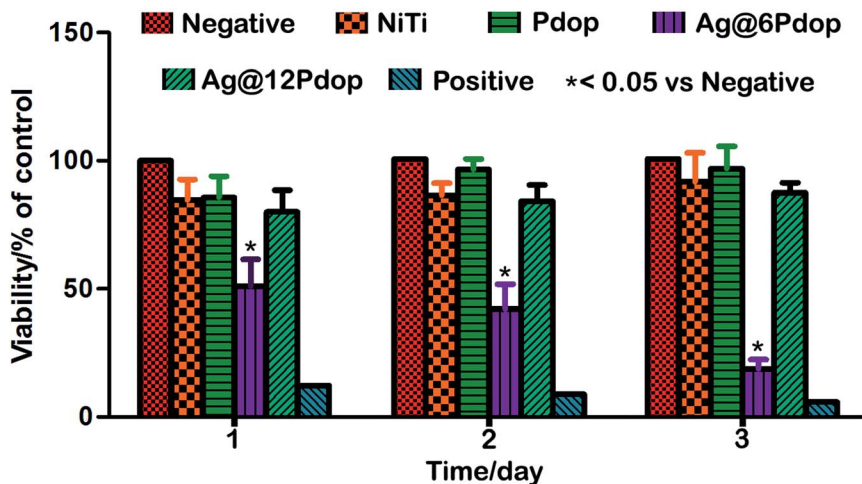 150
Negative NiTi Pdop Ag@6Pdop
Ag@12Pdop Positive *< 0.05 vs Negative
100
50
0
Viability/% of control
*
*
*
1 2 3
Time/day